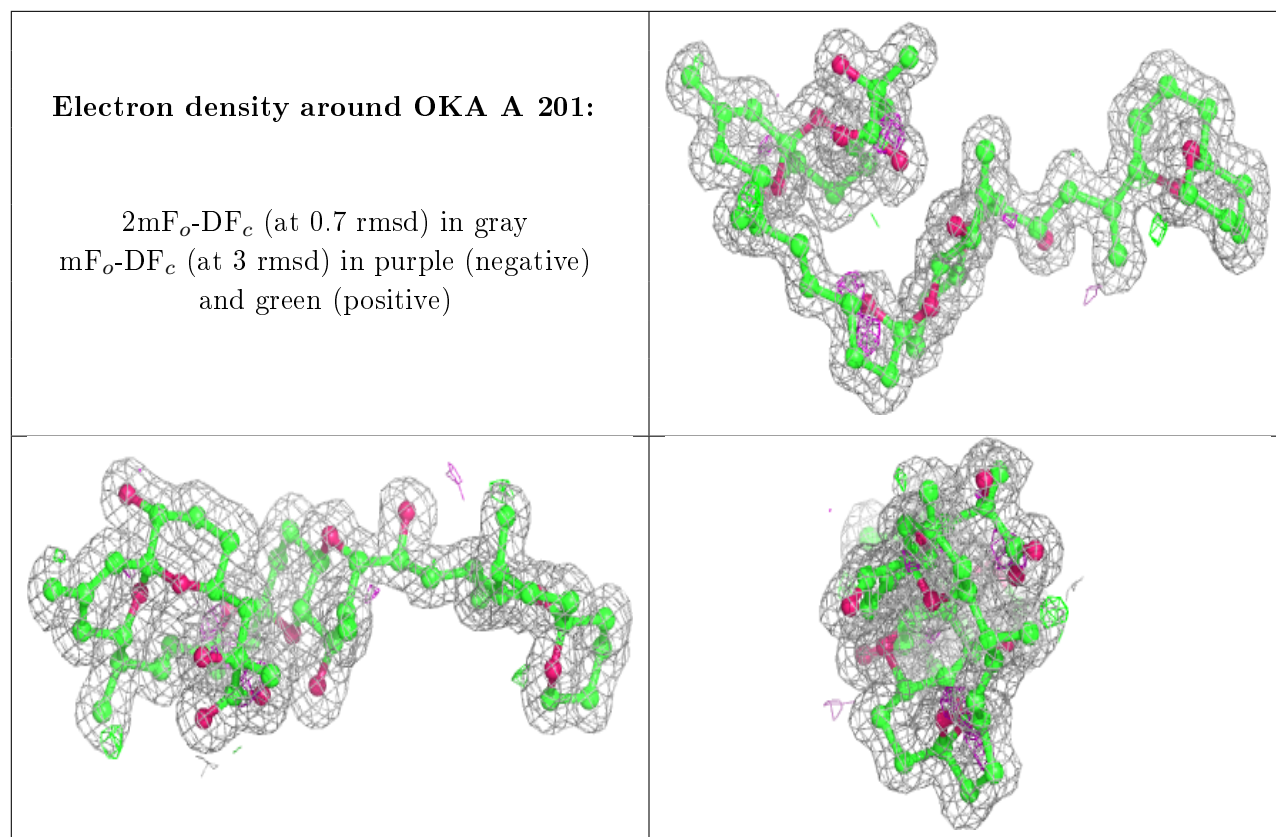 Electron density around OKA A 201:
2mFo-DFc (at 0.7 rmsd) in gray
mFo-DFc (at 3 rmsd) in purple (negative)
and green (positive)